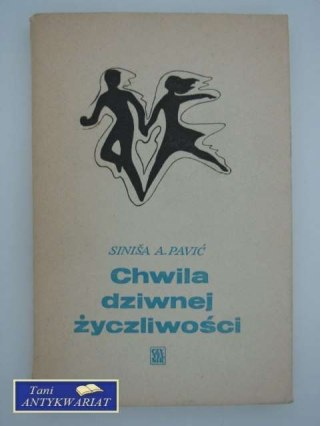 SINIŠA A. PAVIĆ
Chwila
dziwnej
życzliwości
Tani
ANTYKWARIAT